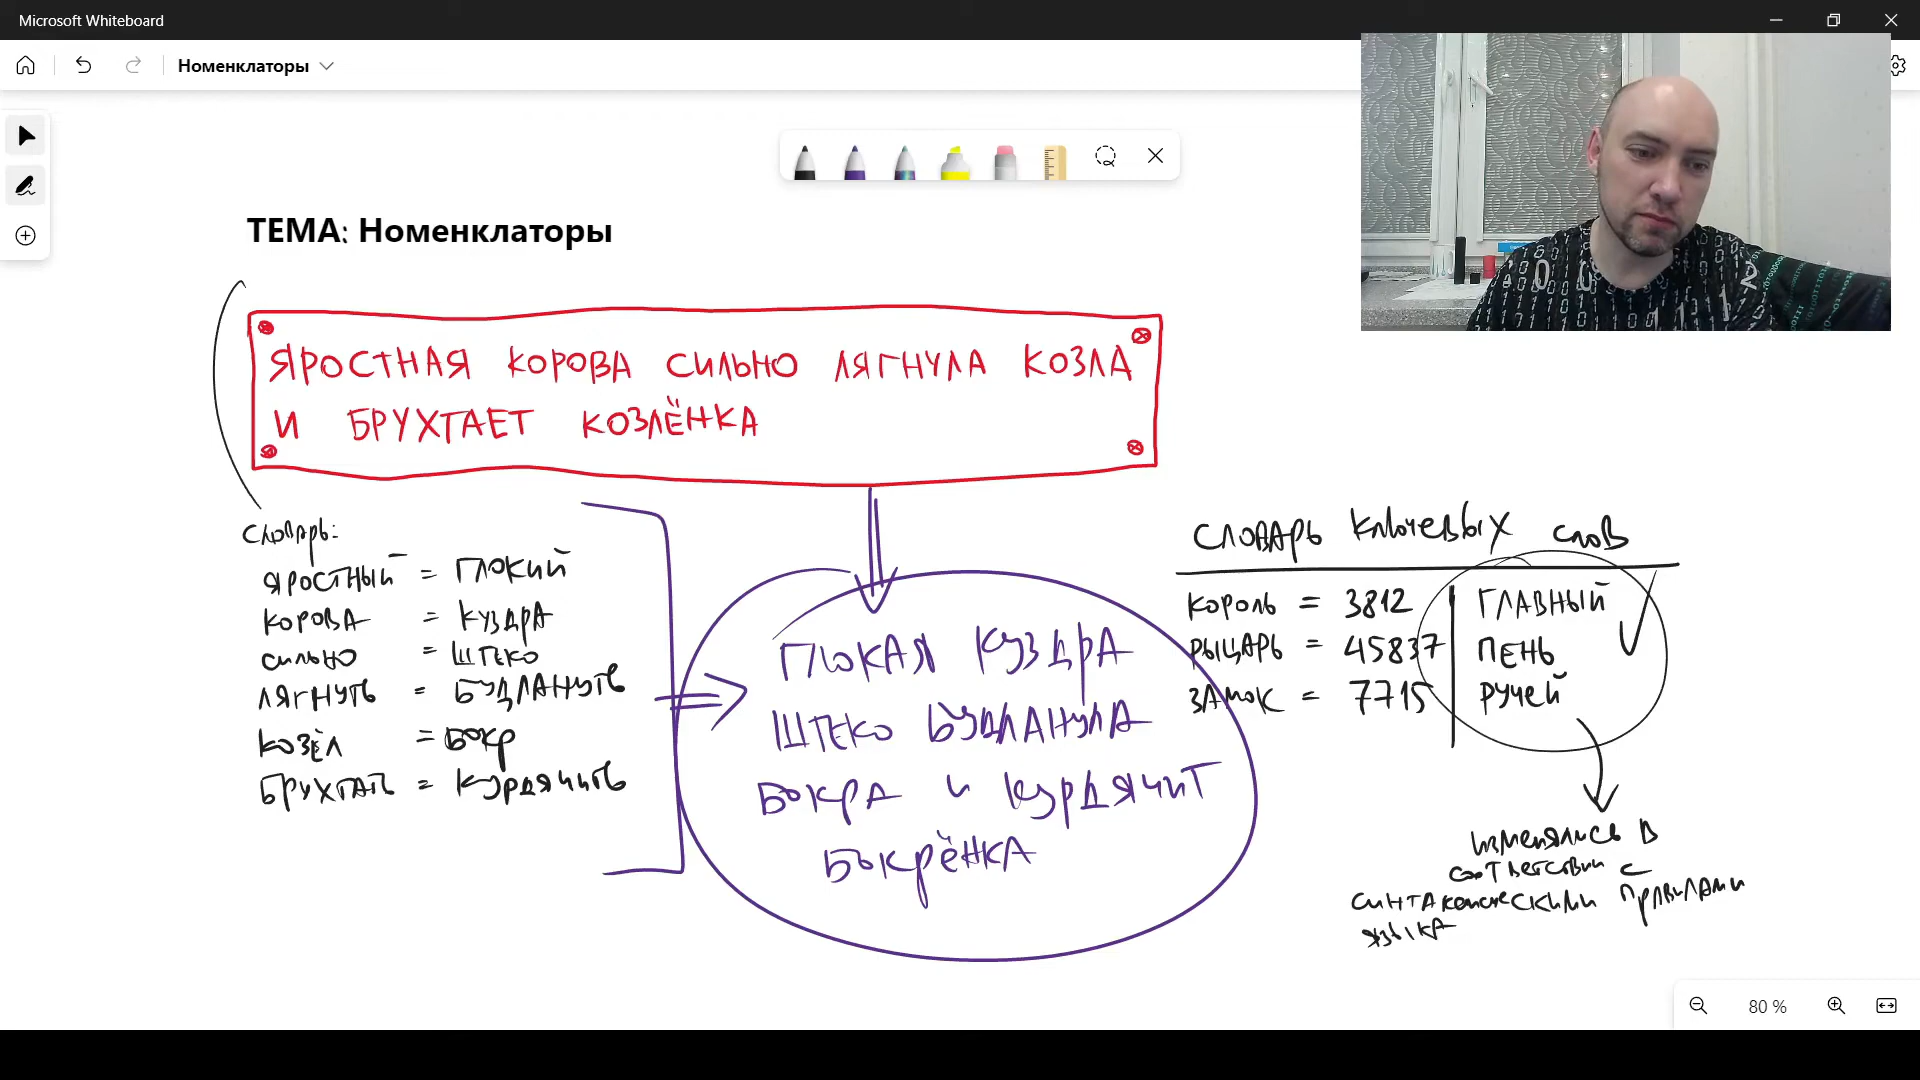 Microsoft Whiteboard
Номенклаторы
ТЕМА: Номенклаторы
ЯРОСТНАЯ КОРОВА СИЛЬНО ЛЯГНУЛА КОЗЛА
И БРУХТАЕТ КОЗЛЁНКА
Словарь:
ЯРОСТНЫЙ = ГЛОКИЙ
КОРОВА = КУЗДРА
СИЛЬНО = ШТЕКО
ЛЯГНУТЬ = БУДЛАНУТЬ
КОЗЁЛ = БОКР
БРУХТАТЬ = КУРДЯЧИТЬ
ГЛОКАЯ КУЗДРА
ШТЕКО БУДЛАНУЛА
БОКРА И КУРДЯЧИТ
БОКРЁНКА
СЛОВАРЬ КЛЮЧЕВЫХ СЛОВ
КОРОЛЬ = 3812 | ГЛАВНЫЙ
РЫЦАРЬ = 45837 | ПЕНЬ
ЗАМОК = 7715 | РУЧЕЙ
изменялись в
соответствии с
синтаксическими правилами
языка
80 %